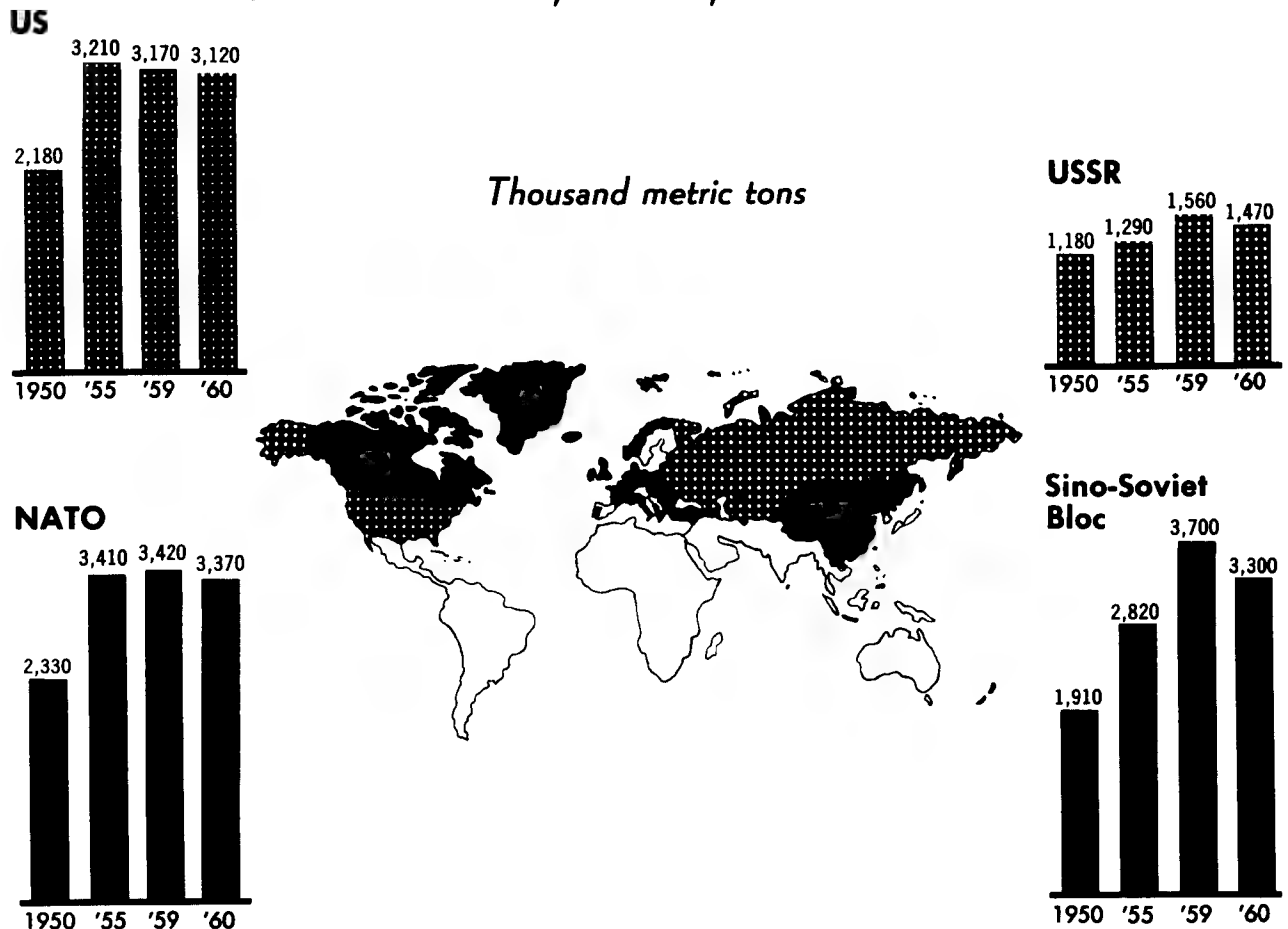 US
3,210 3,170 3,120
2,180
1950 '55 '59 '60
Thousand metric tons
USSR
1,560
1,470
1,290
1,180
1950 '55 '59 '60
NATO
3,410 3,420 3,370
2,330
1950 '55 '59 '60
Sino-Soviet
Bloc
3,700
3,300
2,820
1,910
1950 '55 '59 '60